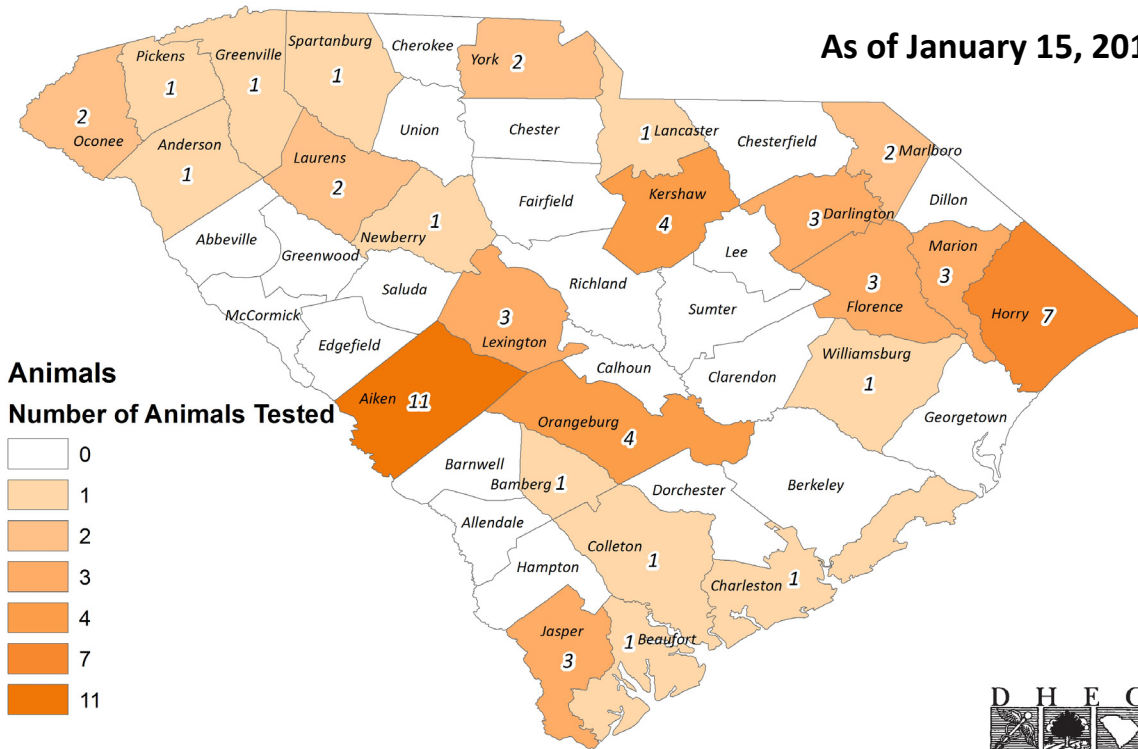 As of January 15, 201
Cherokee
Spartanburg
1
Greenville
1
Pickens
1
York 2
2
Oconee
Anderson
1
Union
Chester
1 Lancaster
Chesterfield
2 Marlboro
Laurens
2
Fairfield
Kershaw
4
3 Darlington
Dillon
1
Newberry
Abbeville
Greenwood
Lee
Marion
3
3
Florence
Saluda
Richland
Sumter
Horry 7
McCormick
3
Lexington
Edgefield
Calhoun
Clarendon
Williamsburg
1
Aiken 11
Orangeburg
4
Georgetown
Barnwell
Bamberg 1
Dorchester
Berkeley
Allendale
Colleton
1
Hampton
Charleston 1
Jasper
3
1 Beaufort
Animals
Number of Animals Tested
0
1
2
3
4
7
11
D H E C